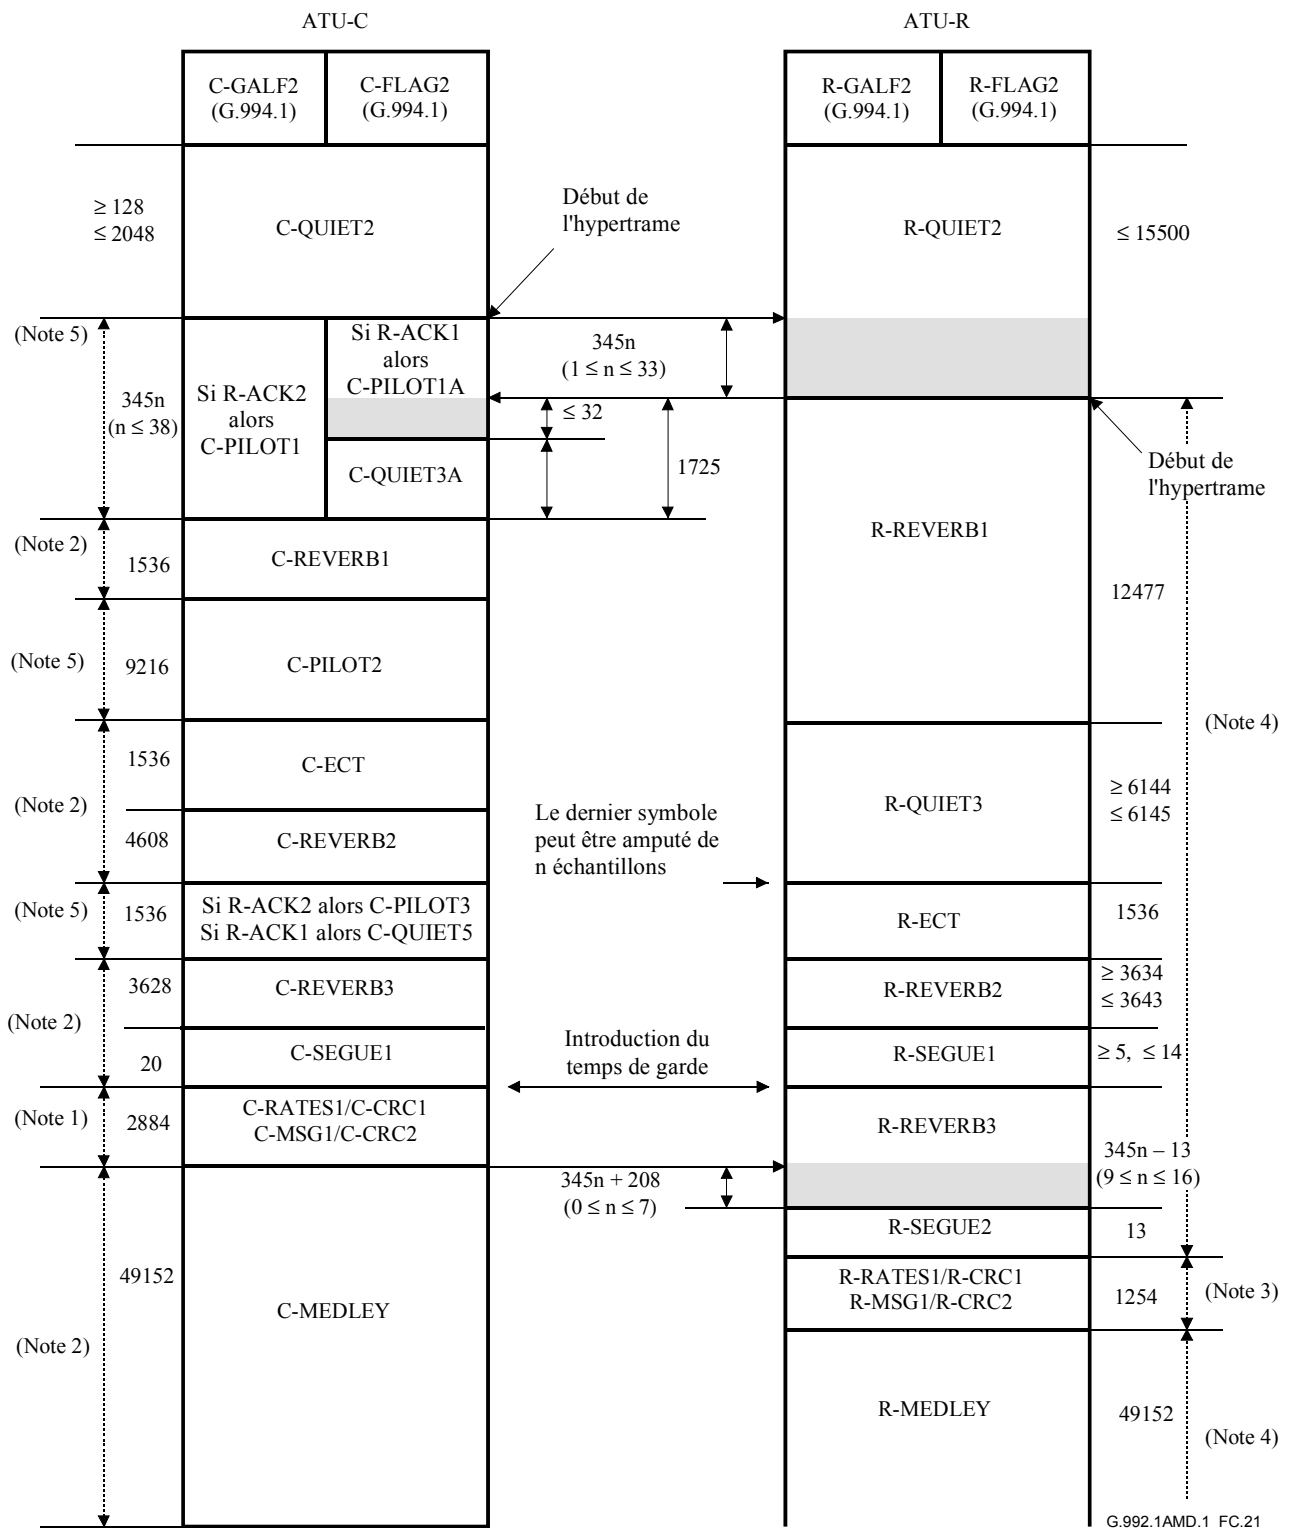 ATU-C
ATU-R
C-GALF2
(G.994.1)
C-FLAG2
(G.994.1)
R-GALF2
(G.994.1)
R-FLAG2
(G.994.1)
≥ 128
≤ 2048
C-QUIET2
Début de
l'hypertrame
R-QUIET2
≤ 15500
(Note 5)
345n
(n ≤ 38)
Si R-ACK2
alors
C-PILOT1
Si R-ACK1
alors
C-PILOT1A
345n
(1 ≤ n ≤ 33)
≤ 32
C-QUIET3A
1725
Début de
l'hypertrame
(Note 2)
1536
C-REVERB1
R-REVERB1
12477
(Note 5)
9216
C-PILOT2
(Note 4)
1536
C-ECT
(Note 2)
4608
C-REVERB2
Le dernier symbole
peut être amputé de
n échantillons
R-QUIET3
≥ 6144
≤ 6145
(Note 5)
1536
Si R-ACK2 alors C-PILOT3
Si R-ACK1 alors C-QUIET5
R-ECT
1536
3628
C-REVERB3
R-REVERB2
≥ 3634
≤ 3643
(Note 2)
20
C-SEGUE1
Introduction du
temps de garde
R-SEGUE1
≥ 5, ≤ 14
(Note 1)
2884
C-RATES1/C-CRC1
C-MSG1/C-CRC2
R-REVERB3
345n – 13
(9 ≤ n ≤ 16)
345n + 208
(0 ≤ n ≤ 7)
R-SEGUE2
13
49152
C-MEDLEY
(Note 2)
R-RATES1/R-CRC1
R-MSG1/R-CRC2
1254
(Note 3)
R-MEDLEY
49152
(Note 4)
G.992.1AMD.1_FC.21